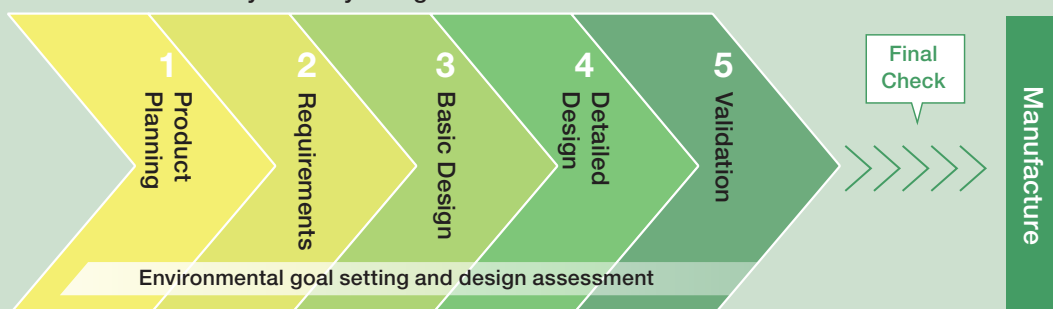 1
Product
Planning
2
Requirements
3
Basic Design
4
Detailed
Design
5
Validation
Final
Check
Manufacture
Environmental goal setting and design assessment